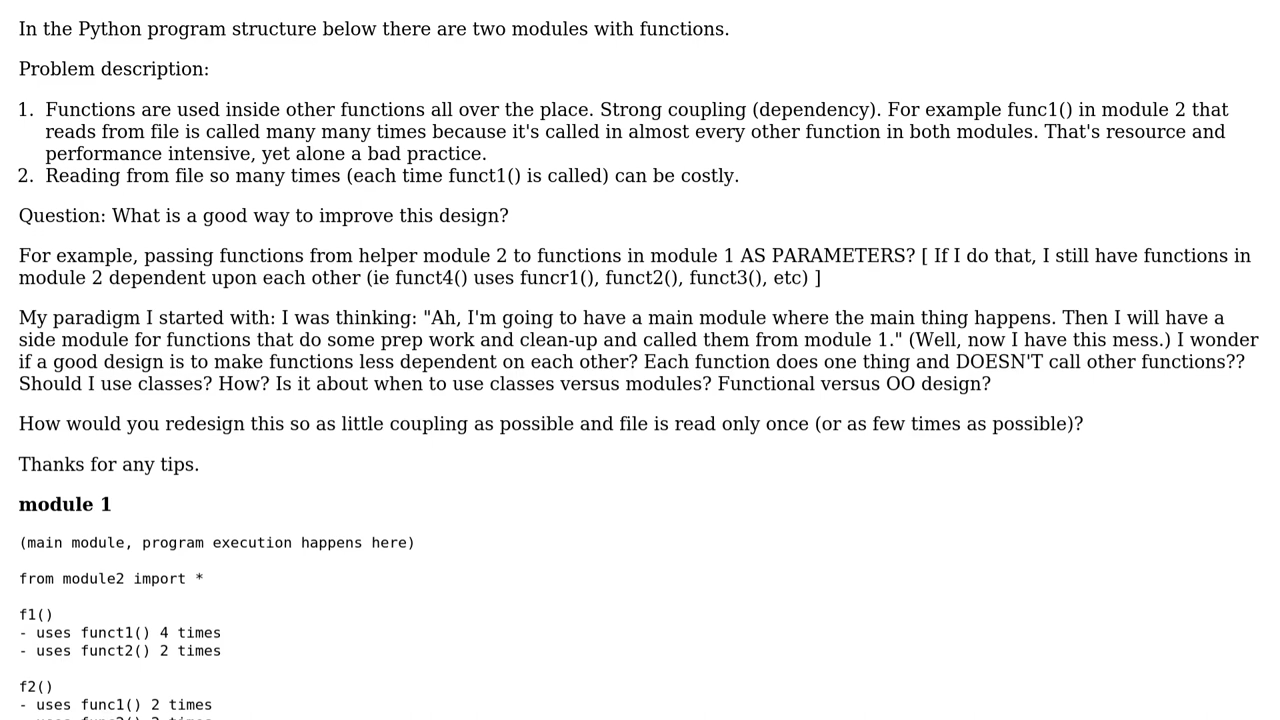 In the Python program structure below there are two modules with functions.
Problem description:
1. Functions are used inside other functions all over the place. Strong coupling (dependency). For example func1() in module 2 that
reads from file is called many many times because it's called in almost every other function in both modules. That's resource and
performance intensive, yet alone a bad practice.
2. Reading from file so many times (each time funct1() is called) can be costly.
Question: What is a good way to improve this design?
For example, passing functions from helper module 2 to functions in module 1 AS PARAMETERS? [ If I do that, I still have functions in
module 2 dependent upon each other (ie funct4() uses funcr1(), funct2(), funct3(), etc) ]
My paradigm I started with: I was thinking: "Ah, I'm going to have a main module where the main thing happens. Then I will have a
side module for functions that do some prep work and clean-up and called them from module 1." (Well, now I have this mess.) I wonder
if a good design is to make functions less dependent on each other? Each function does one thing and DOESN'T call other functions??
Should I use classes? How? Is it about when to use classes versus modules? Functional versus OO design?
How would you redesign this so as little coupling as possible and file is read only once (or as few times as possible)?
Thanks for any tips.
module 1
(main module, program execution happens here)
from module2 import *
f1()
- uses funct1() 4 times
- uses funct2() 2 times
f2()
- uses func1() 2 times